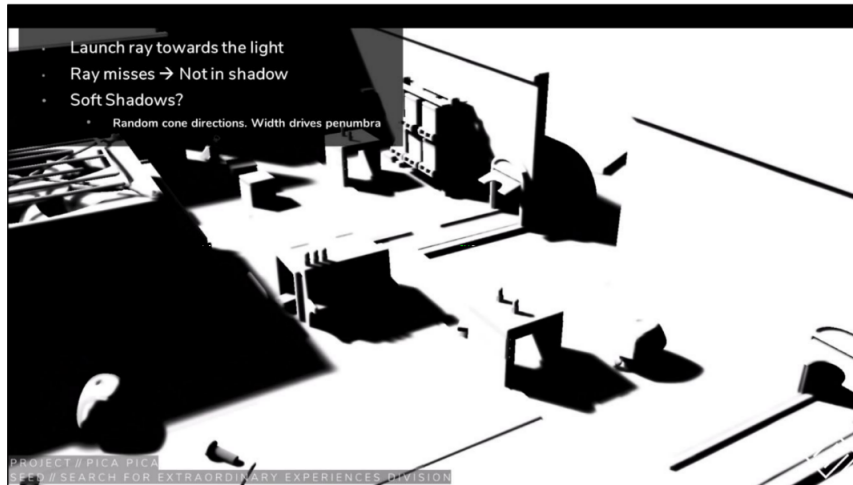 • Launch ray towards the light
• Ray misses → Not in shadow
• Soft Shadows?
• Random cone directions. Width drives penumbra
PROJECT // PICA PICA
SEED // SEARCH FOR EXTRAORDINARY EXPERIENCES DIVISION